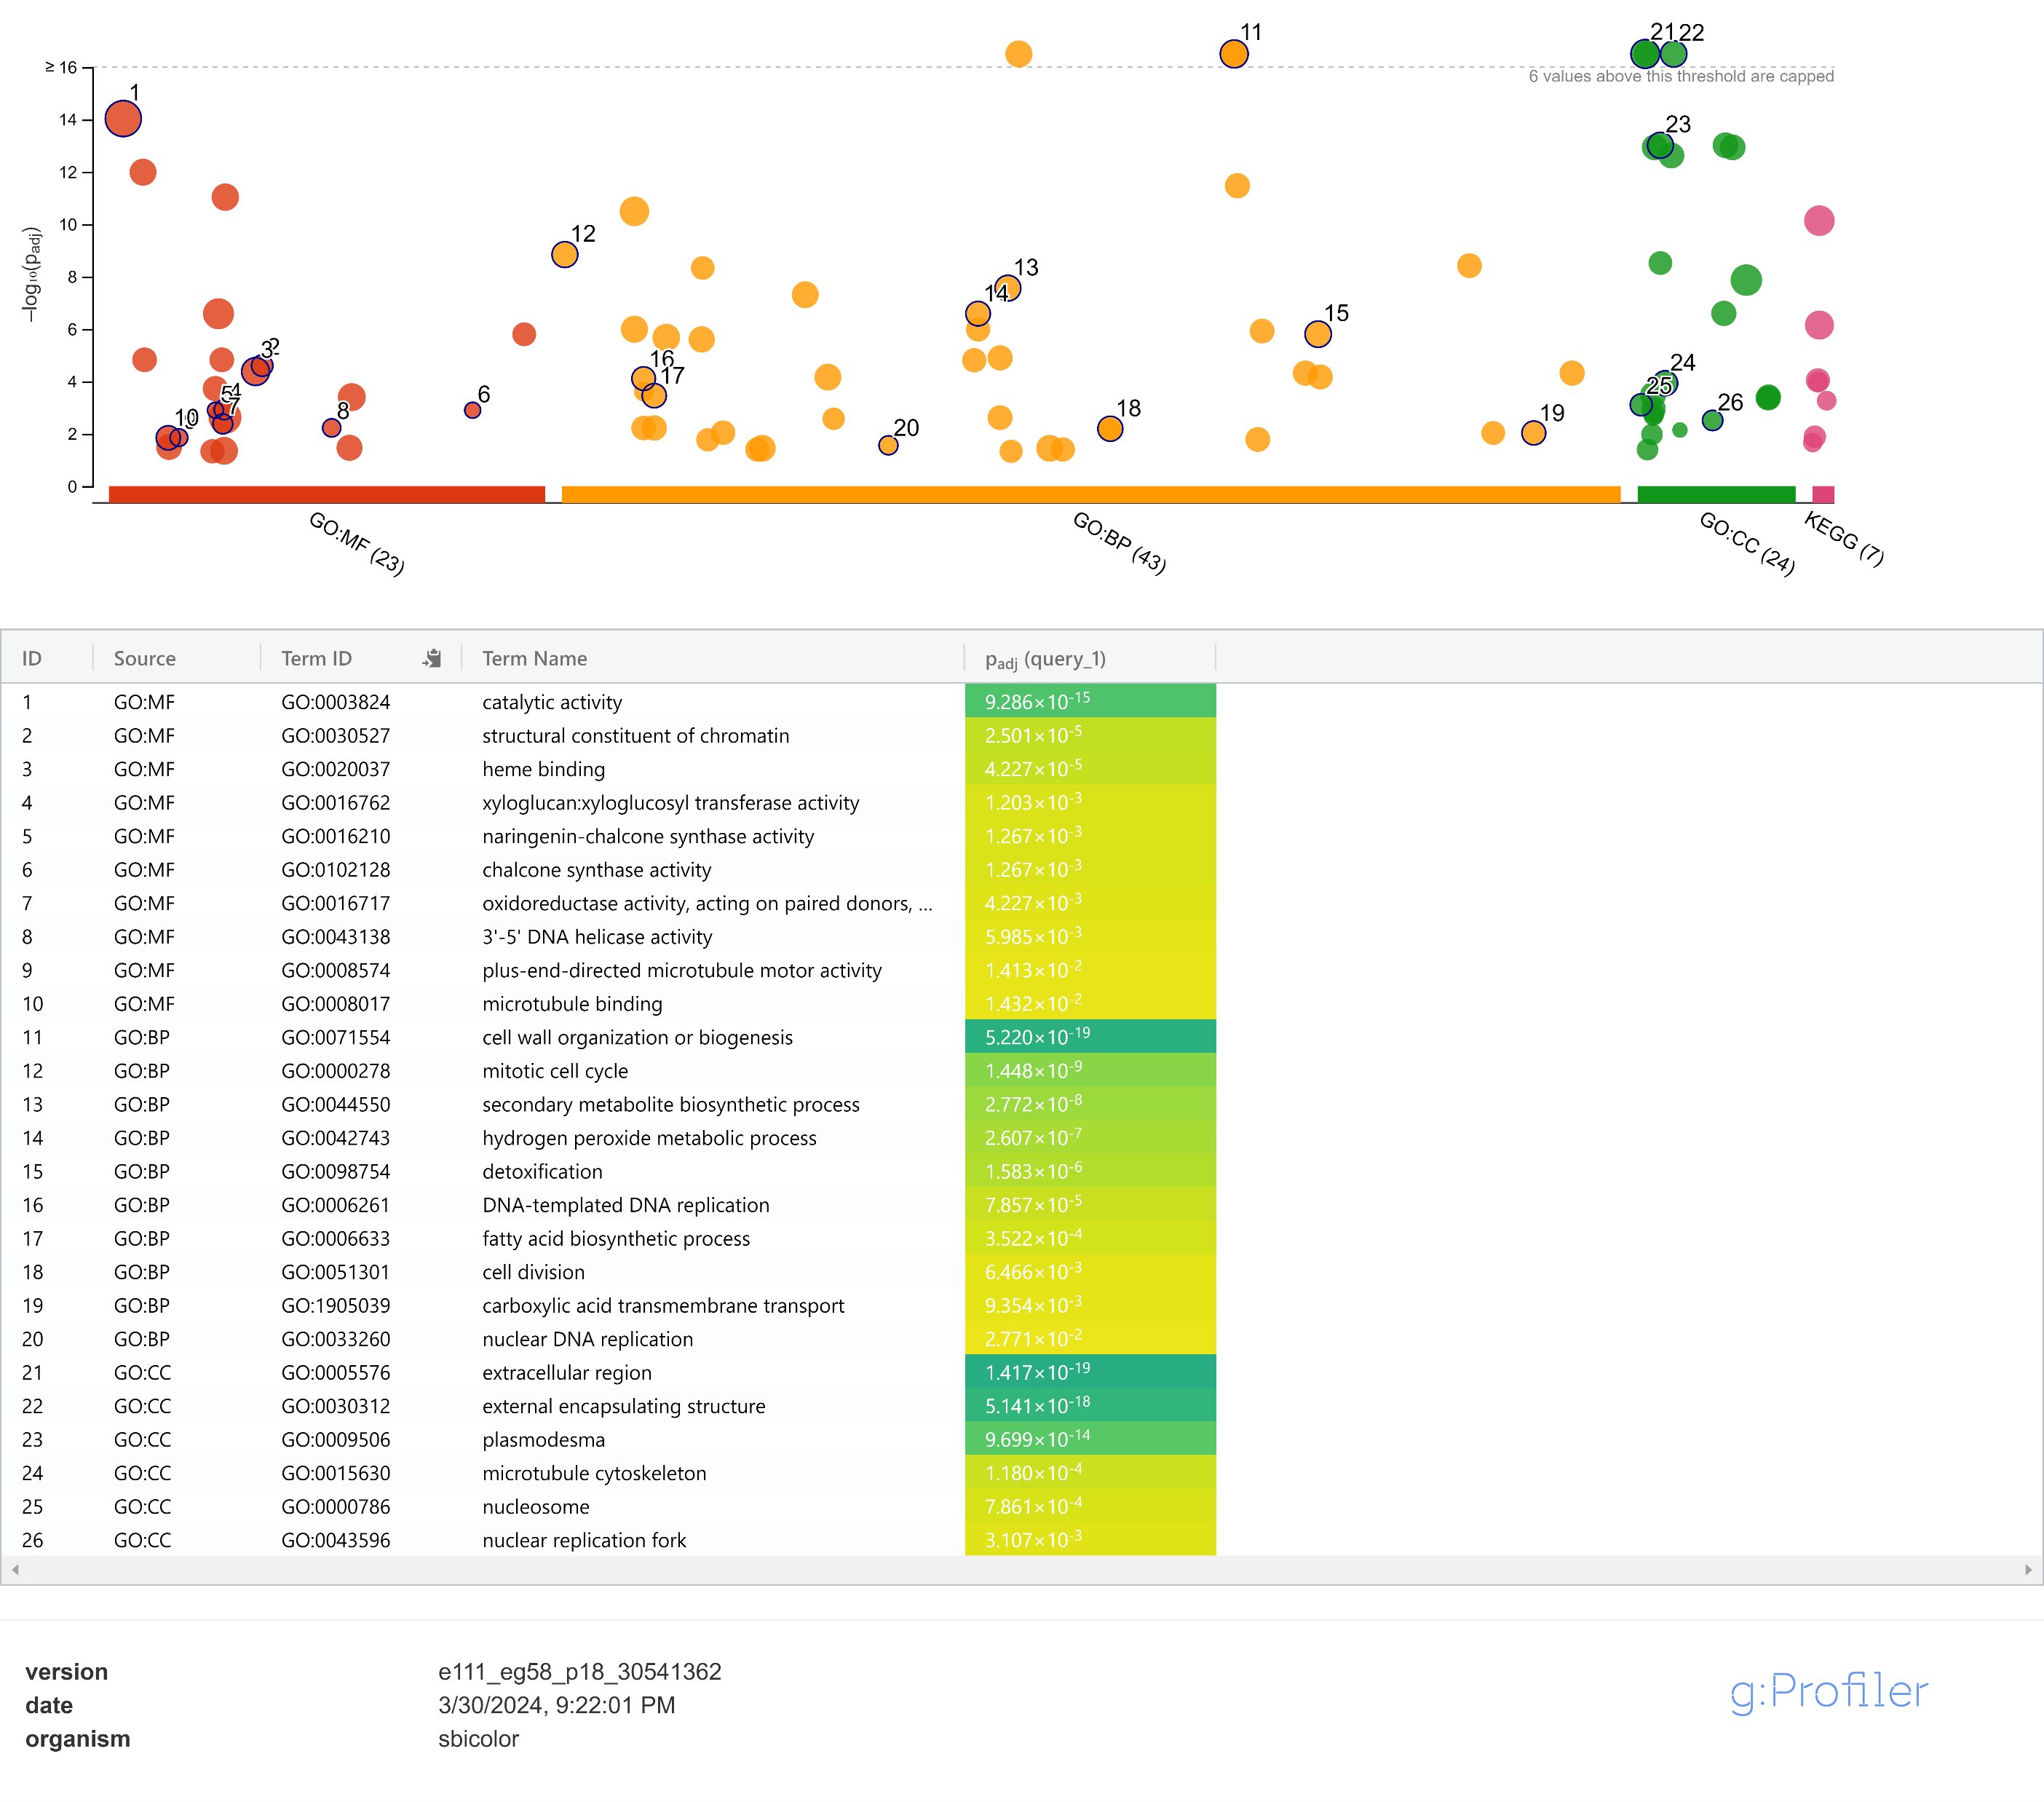 11
21
22
≥ 16
6 values above this threshold are capped
1
14
23
12
10
12
8
13
14
15
6
3
2
16
24
4
17
25
5
4
6
26
7
8
18
10
19
2
20
0
−log₁₀(padj)
GO:MF (23)
GO:BP (43)
GO:CC (24)
KEGG (7)
ID Source Term ID Term Name padj (query_1)
1 GO:MF GO:0003824 catalytic activity 9.286×10⁻¹⁵
2 GO:MF GO:0030527 structural constituent of chromatin 2.501×10⁻⁵
3 GO:MF GO:0020037 heme binding 4.227×10⁻⁵
4 GO:MF GO:0016762 xyloglucan:xyloglucosyl transferase activity 1.203×10⁻³
5 GO:MF GO:0016210 naringenin-chalcone synthase activity 1.267×10⁻³
6 GO:MF GO:0102128 chalcone synthase activity 1.267×10⁻³
7 GO:MF GO:0016717 oxidoreductase activity, acting on paired donors, ... 4.227×10⁻³
8 GO:MF GO:0043138 3'-5' DNA helicase activity 5.985×10⁻³
9 GO:MF GO:0008574 plus-end-directed microtubule motor activity 1.413×10⁻²
10 GO:MF GO:0008017 microtubule binding 1.432×10⁻²
11 GO:BP GO:0071554 cell wall organization or biogenesis 5.220×10⁻¹⁹
12 GO:BP GO:0000278 mitotic cell cycle 1.448×10⁻⁹
13 GO:BP GO:0044550 secondary metabolite biosynthetic process 2.772×10⁻⁸
14 GO:BP GO:0042743 hydrogen peroxide metabolic process 2.607×10⁻⁷
15 GO:BP GO:0098754 detoxification 1.583×10⁻⁶
16 GO:BP GO:0006261 DNA-templated DNA replication 7.857×10⁻⁵
17 GO:BP GO:0006633 fatty acid biosynthetic process 3.522×10⁻⁴
18 GO:BP GO:0051301 cell division 6.466×10⁻³
19 GO:BP GO:1905039 carboxylic acid transmembrane transport 9.354×10⁻³
20 GO:BP GO:0033260 nuclear DNA replication 2.771×10⁻²
21 GO:CC GO:0005576 extracellular region 1.417×10⁻¹⁹
22 GO:CC GO:0030312 external encapsulating structure 5.141×10⁻¹⁸
23 GO:CC GO:0009506 plasmodesma 9.699×10⁻¹⁴
24 GO:CC GO:0015630 microtubule cytoskeleton 1.180×10⁻⁴
25 GO:CC GO:0000786 nucleosome 7.861×10⁻⁴
26 GO:CC GO:0043596 nuclear replication fork 3.107×10⁻³
version e111_eg58_p18_30541362
date 3/30/2024, 9:22:01 PM
organism sbicolor
g:Profiler